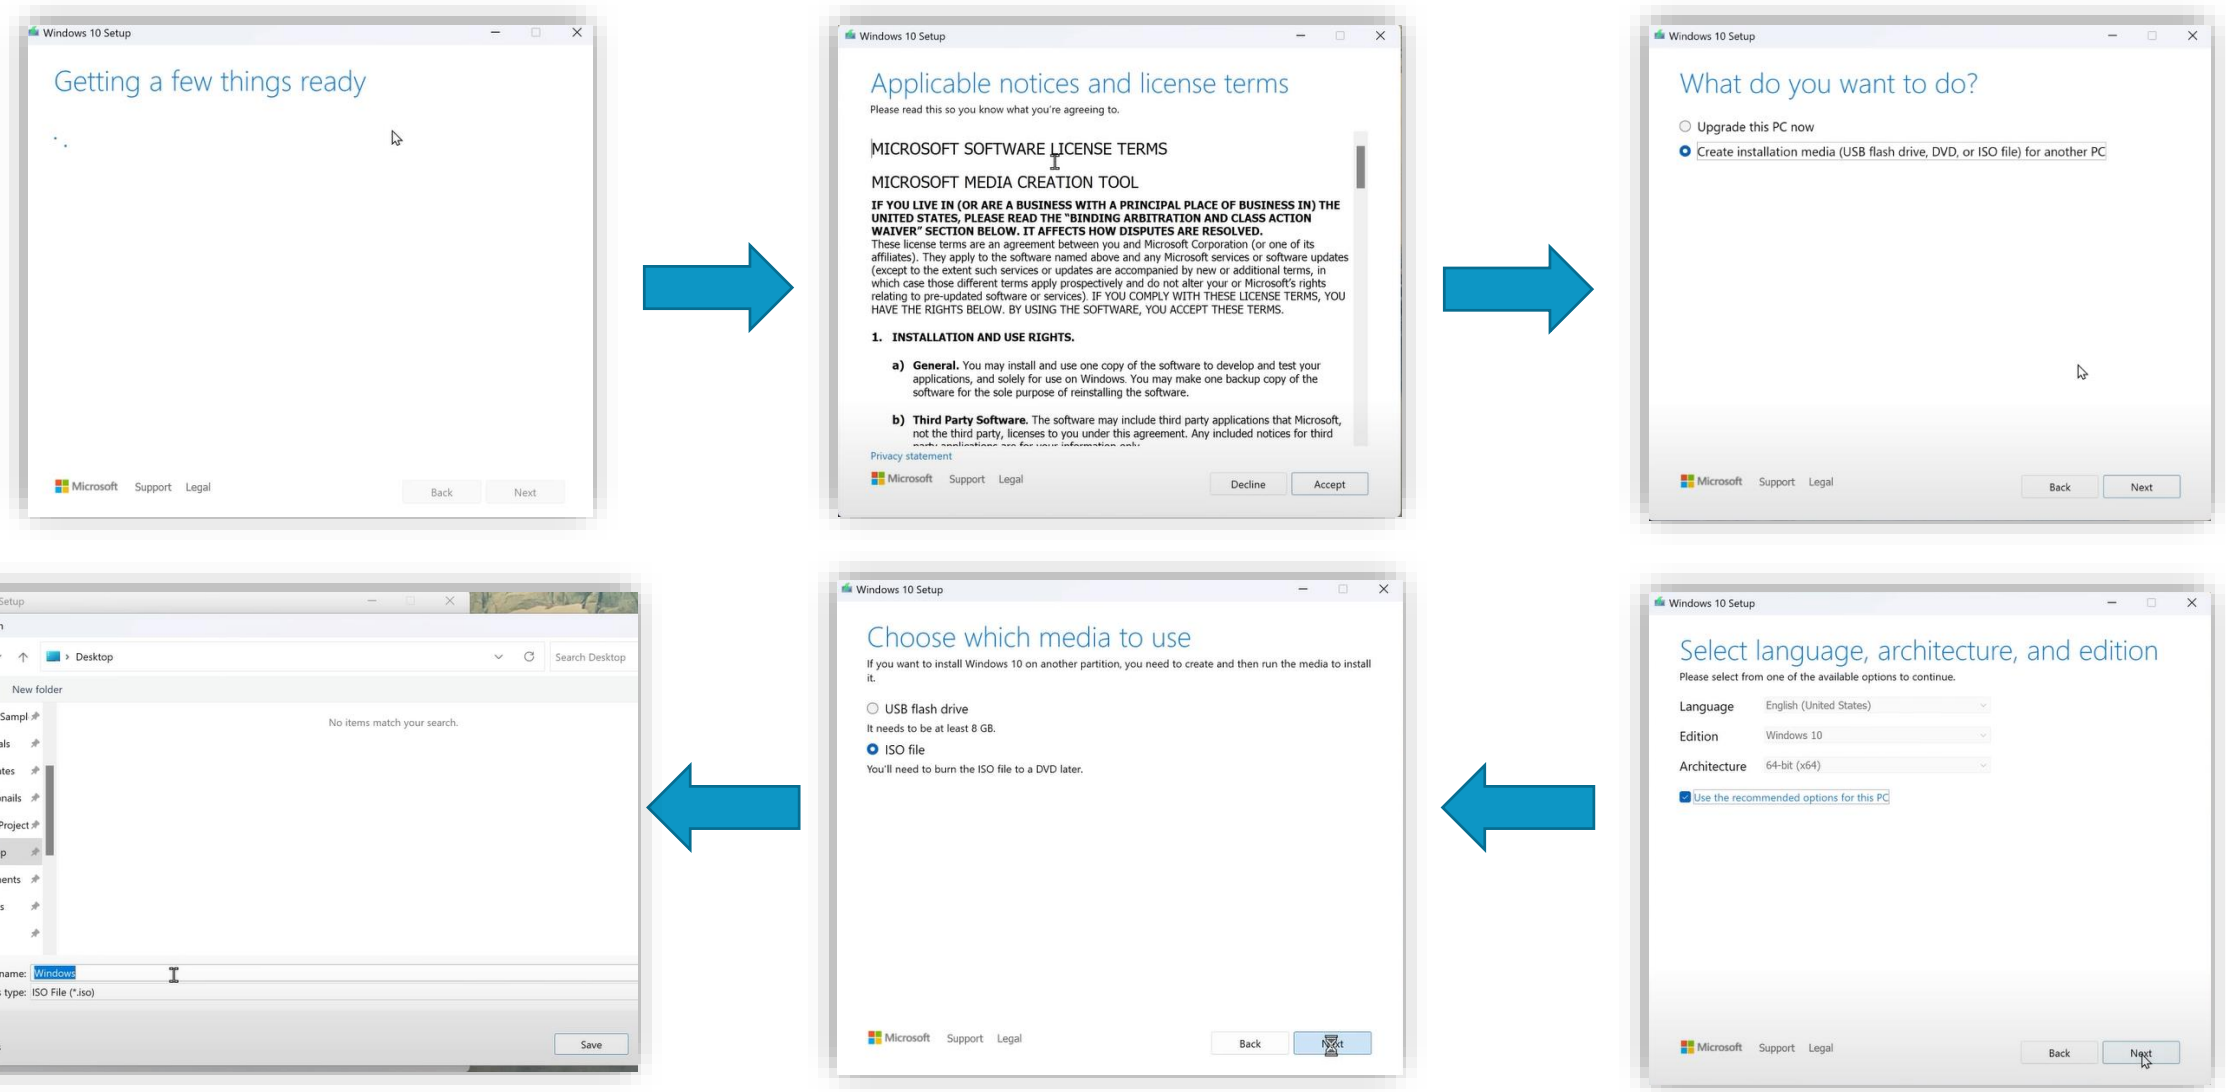 Windows 10 Setup
Getting a few things ready
Microsoft Support Legal
Back Next
Windows 10 Setup
Applicable notices and license terms
Please read this so you know what you're agreeing to.
MICROSOFT SOFTWARE LICENSE TERMS
MICROSOFT MEDIA CREATION TOOL
IF YOU LIVE IN (OR ARE A BUSINESS WITH A PRINCIPAL PLACE OF BUSINESS IN) THE
UNITED STATES, PLEASE READ THE “BINDING ARBITRATION AND CLASS ACTION
WAIVER” SECTION BELOW. IT AFFECTS HOW DISPUTES ARE RESOLVED.
These license terms are an agreement between you and Microsoft Corporation (or one of its
affiliates). They apply to the software named above and any Microsoft services or software updates
(except to the extent such services or updates are accompanied by new or additional terms, in
which case those different terms apply prospectively and do not alter your or Microsoft’s rights
relating to pre-updated software or services). IF YOU COMPLY WITH THESE LICENSE TERMS, YOU
HAVE THE RIGHTS BELOW. BY USING THE SOFTWARE, YOU ACCEPT THESE TERMS.
1. INSTALLATION AND USE RIGHTS.
a) General. You may install and use one copy of the software to develop and test your
applications, and solely for use on Windows. You may make one backup copy of the
software for the sole purpose of reinstalling the software.
b) Third Party Software. The software may include third party applications that Microsoft,
not the third party, licenses to you under this agreement. Any included notices for third
party applications are for your information only.
Privacy statement
Microsoft Support Legal
Decline Accept
Windows 10 Setup
What do you want to do?
Upgrade this PC now
Create installation media (USB flash drive, DVD, or ISO file) for another PC
Microsoft Support Legal
Back Next
Windows 10 Setup
Select language, architecture, and edition
Please select from one of the available options to continue.
Language English (United States)
Edition Windows 10
Architecture 64-bit (x64)
Use the recommended options for this PC
Microsoft Support Legal
Back Next
Windows 10 Setup
Choose which media to use
If you want to install Windows 10 on another partition, you need to create and then run the media to install
it.
USB flash drive
It needs to be at least 8 GB.
ISO file
You'll need to burn the ISO file to a DVD later.
Microsoft Support Legal
Back Next
Setup
Desktop
Search Desktop
New folder
No items match your search.
Sampl
als
ates
nails
Project
p
ents
s
name: Windows
type: ISO File (*.iso)
Save